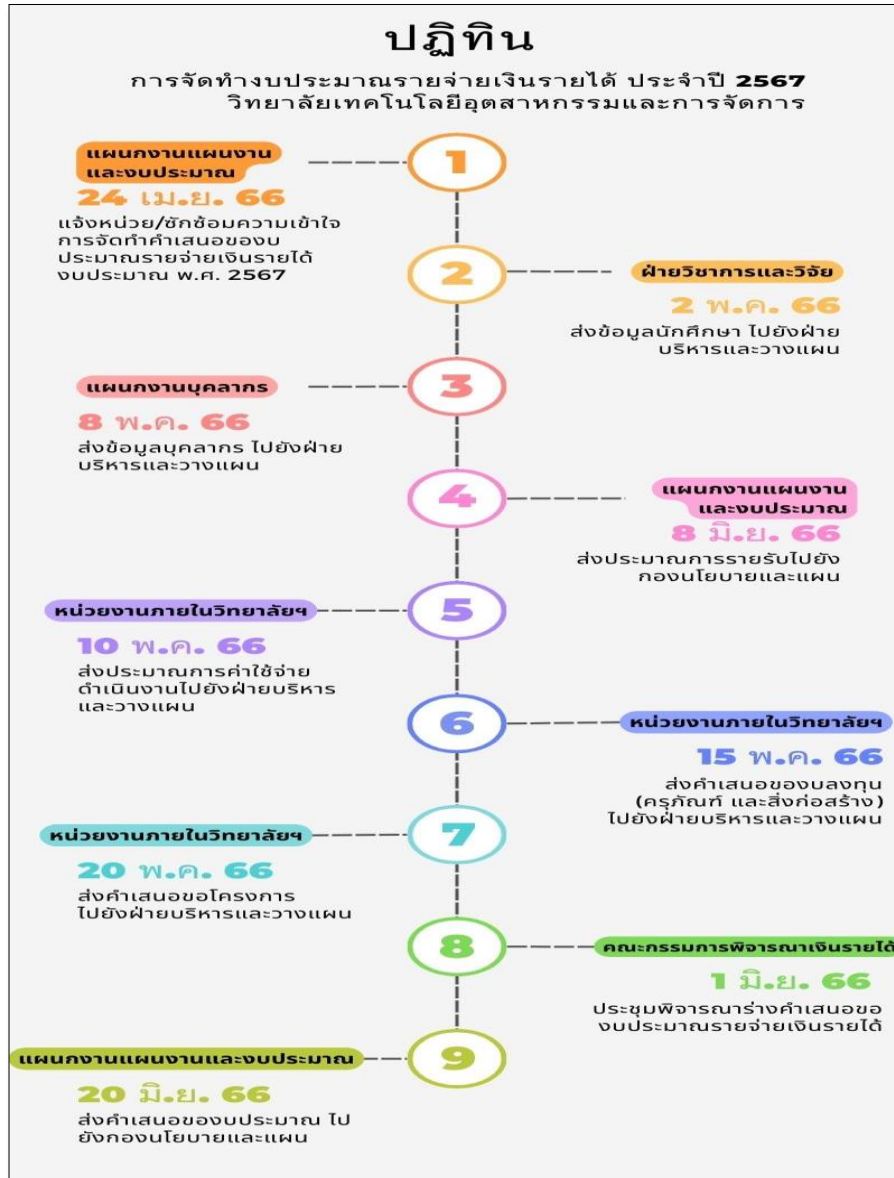 ปฏิทิน
การจัดทำงบประมาณรายจ่ายเงินรายได้ ประจำปี 2567
วิทยาลัยเทคโนโลยีอุตสาหกรรมและการจัดการ
1
แผนกงานแผนงาน
และงบประมาณ
24 เม.ย. 66
แจ้งหน่วย/ซักซ้อมความเข้าใจ
การจัดทำคำเสนอของบ
ประมาณรายจ่ายเงินรายได้
งบประมาณ พ.ศ. 2567
2
ฝ่ายวิชาการและวิจัย
2 พ.ค. 66
ส่งข้อมูลนักศึกษา ไปยังฝ่าย
บริหารและวางแผน
3
แผนกงานบุคลากร
8 พ.ค. 66
ส่งข้อมูลบุคลากร ไปยังฝ่าย
บริหารและวางแผน
4
แผนกงานแผนงาน
และงบประมาณ
8 มิ.ย. 66
ส่งประมาณการรายรับไปยัง
กองนโยบายและแผน
5
หน่วยงานภายในวิทยาลัยฯ
10 พ.ค. 66
ส่งประมาณการค่าใช้จ่าย
ดำเนินงานไปยังฝ่ายบริหาร
และวางแผน
6
หน่วยงานภายในวิทยาลัยฯ
15 พ.ค. 66
ส่งคำเสนอของบลงทุน
(ครุภัณฑ์ และสิ่งก่อสร้าง)
ไปยังฝ่ายบริหารและวางแผน
7
หน่วยงานภายในวิทยาลัยฯ
20 พ.ค. 66
ส่งคำเสนอขอโครงการ
ไปยังฝ่ายบริหารและวางแผน
8
คณะกรรมการพิจารณาเงินรายได้
1 มิ.ย. 66
ประชุมพิจารณาร่างคำเสนอขอ
งบประมาณรายจ่ายเงินรายได้
9
แผนกงานแผนงานและงบประมาณ
20 มิ.ย. 66
ส่งคำเสนอของบประมาณ ไป
ยังกองนโยบายและแผน